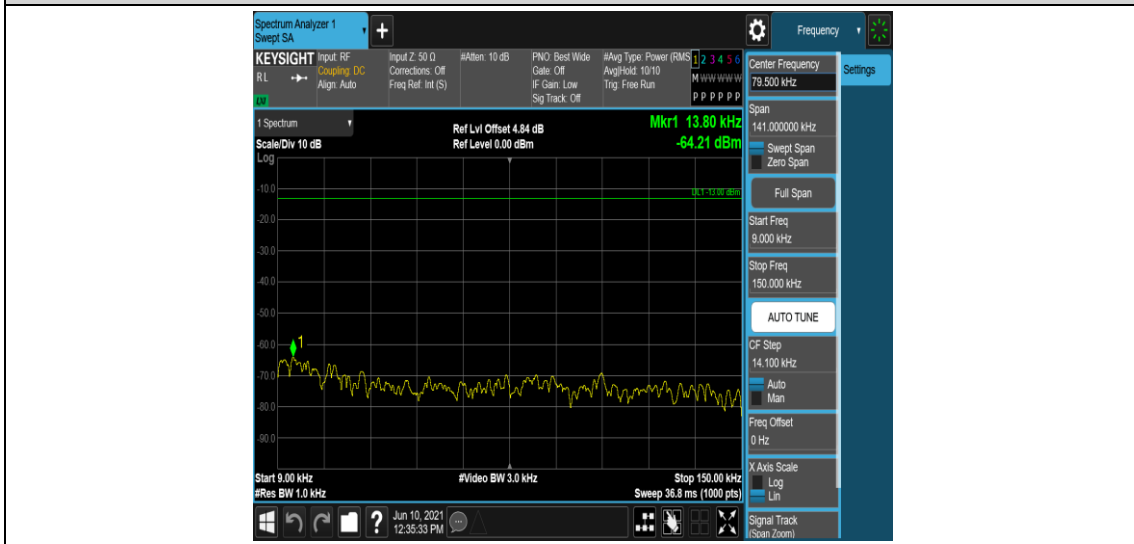 Spectrum Analyzer 1
Swept SA
+
Frequency
KEYSIGHT
RL
LXI
Input: RF
Coupling: DC
Align: Auto
Input Z: 50 Ω
Corrections: Off
Freq Ref: Int (S)
#Atten: 10 dB
PNO: Best Wide
Gate: Off
IF Gain: Low
Sig Track: Off
#Avg Type: Power (RMS
Avg|Hold: 10/10
Trig: Free Run
1 2 3 4 5 6
M W W W W W
P P P P P P
Center Frequency
79.500 kHz
Settings
1 Spectrum
Scale/Div 10 dB
Log
Ref Lvl Offset 4.84 dB
Ref Level 0.00 dBm
Mkr1 13.80 kHz
-64.21 dBm
Span
141.000000 kHz
Swept Span
Zero Span
Full Span
DL1 -13.00 dBm
-10.0
-20.0
-30.0
-40.0
-50.0
-60.0
-70.0
-80.0
-90.0
1
Start Freq
9.000 kHz
Stop Freq
150.000 kHz
AUTO TUNE
CF Step
14.100 kHz
Auto
Man
Freq Offset
0 Hz
X Axis Scale
Log
Lin
Signal Track
(Span Zoom)
Start 9.00 kHz
#Res BW 1.0 kHz
#Video BW 3.0 kHz
Stop 150.00 kHz
Sweep 36.8 ms (1000 pts)
?
Jun 10, 2021
12:35:33 PM